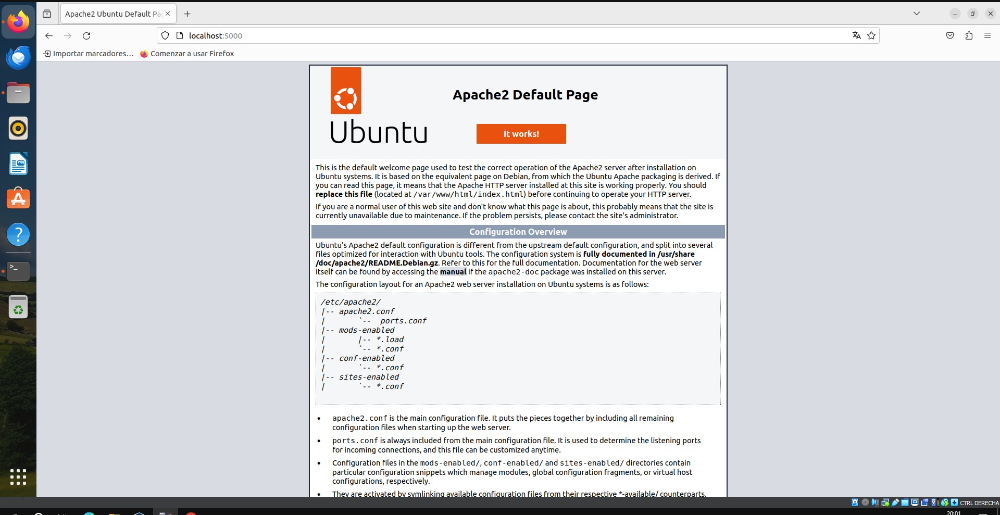 Apache2 Ubuntu Default Pa
localhost:5000
Importar marcadores...
Comenzar a usar Firefox
Apache2 Default Page
Ubuntu
It works!
This is the default welcome page used to test the correct operation of the Apache2 server after installation on
Ubuntu systems. It is based on the equivalent page on Debian, from which the Ubuntu Apache packaging is derived. If
you can read this page, it means that the Apache HTTP server installed at this site is working properly. You should
replace this file (located at /var/www/html/index.html) before continuing to operate your HTTP server.
If you are a normal user of this web site and don't know what this page is about, this probably means that the site is
currently unavailable due to maintenance. If the problem persists, please contact the site's administrator.
Configuration Overview
Ubuntu's Apache2 default configuration is different from the upstream default configuration, and split into several
files optimized for interaction with Ubuntu tools. The configuration system is fully documented in /usr/share
/doc/apache2/README.Debian.gz. Refer to this for the full documentation. Documentation for the web server
itself can be found by accessing the manual if the apache2-doc package was installed on this server.
The configuration layout for an Apache2 web server installation on Ubuntu systems is as follows:
/etc/apache2/
|-- apache2.conf
|       `--  ports.conf
|-- mods-enabled
|       |-- *.load
|       `-- *.conf
|-- conf-enabled
|       `-- *.conf
|-- sites-enabled
|       `-- *.conf
• apache2.conf is the main configuration file. It puts the pieces together by including all remaining
configuration files when starting up the web server.
• ports.conf is always included from the main configuration file. It is used to determine the listening ports
for incoming connections, and this file can be customized anytime.
• Configuration files in the mods-enabled/, conf-enabled/ and sites-enabled/ directories contain
particular configuration snippets which manage modules, global configuration fragments, or virtual host
configurations, respectively.
• They are activated by symlinking available configuration files from their respective *-available/ counterparts.
CTRL DERECHA
20:01